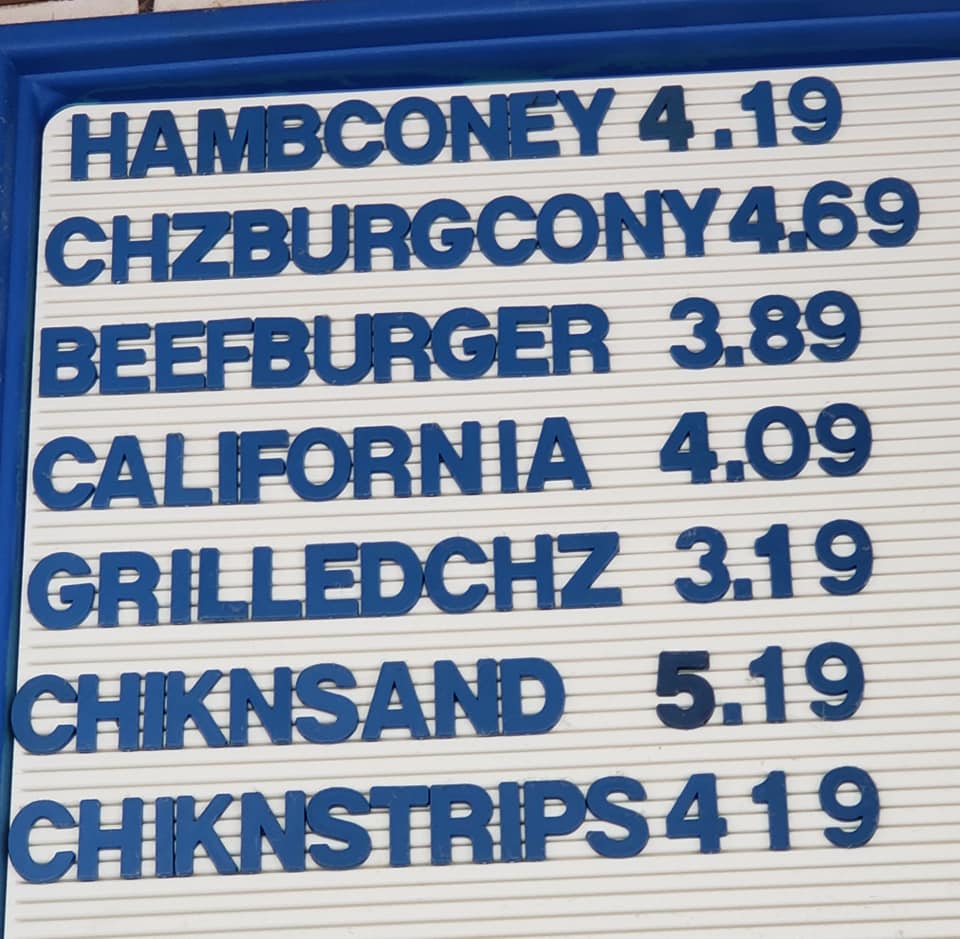 HAMBCONEY 4.19
CHZBURGCONY 4.69
BEEFBURGER 3.89
CALIFORNIA 4.09
GRILLEDCHZ 3.19
CHIKNSAND 5.19
CHIKNSTRIPS 4 19